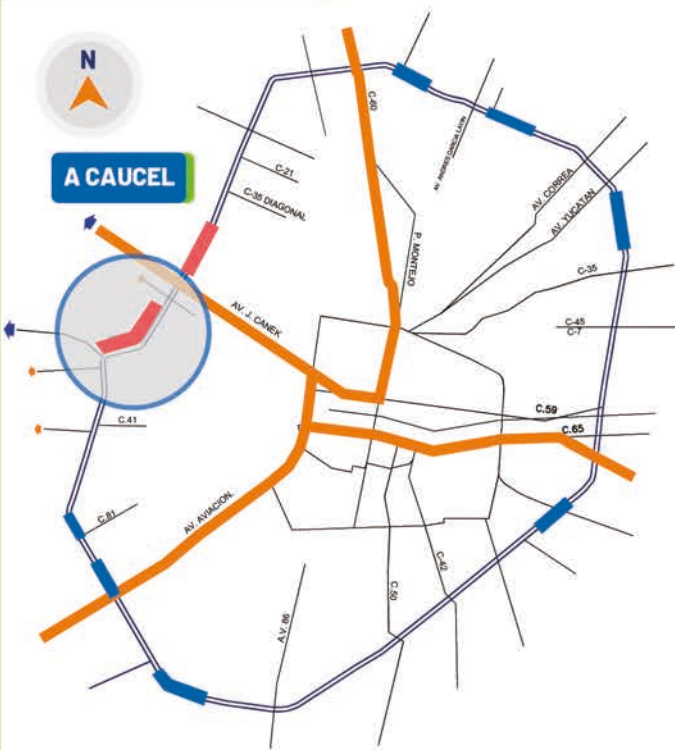 N
A CAUCEL
C-60
AV. ANDRES GARCIA LAVIN
C-21
C-35 DIAGONAL
AV. CORREA
AV. YUCATAN
P. MONTEJO
C-35
AV. J. CANEK
C-45
C-7
C.59
C.65
C.41
C.81
AV. AVIACION.
C-42
C.50
A.V. 86